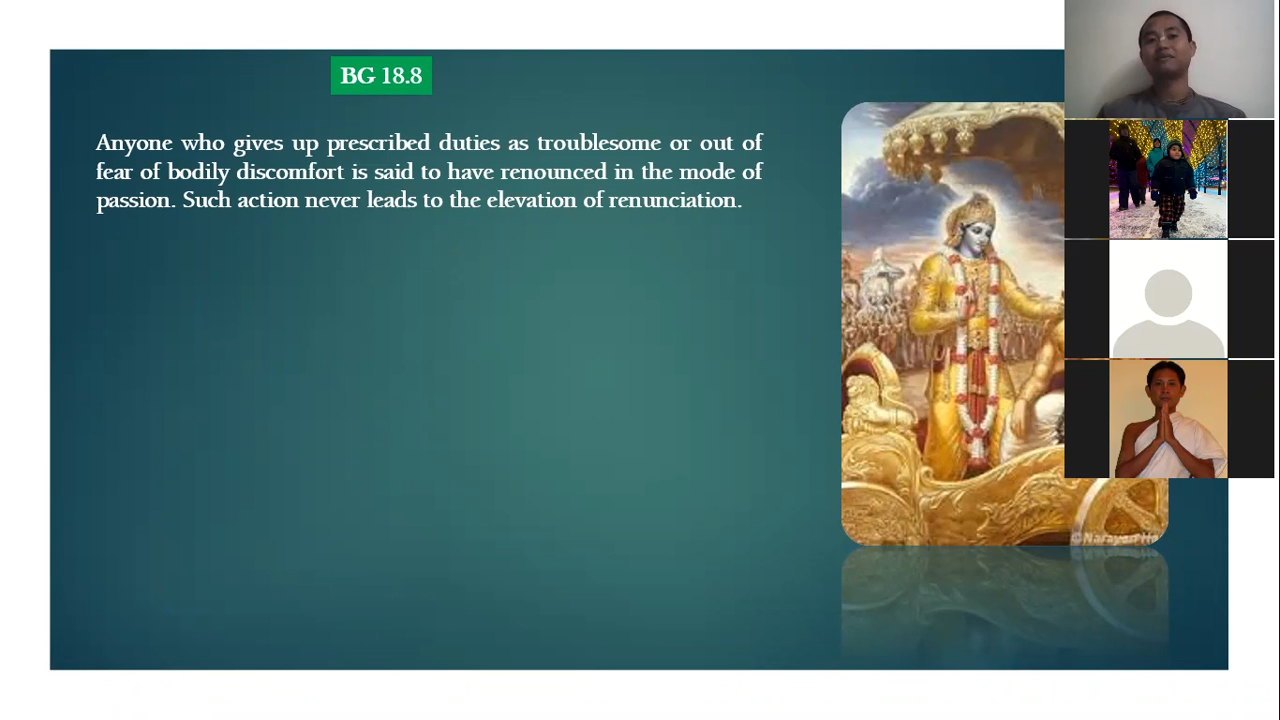 BG 18.8
Anyone who gives up prescribed duties as troublesome or out of
fear of bodily discomfort is said to have renounced in the mode of
passion. Such action never leads to the elevation of renunciation.